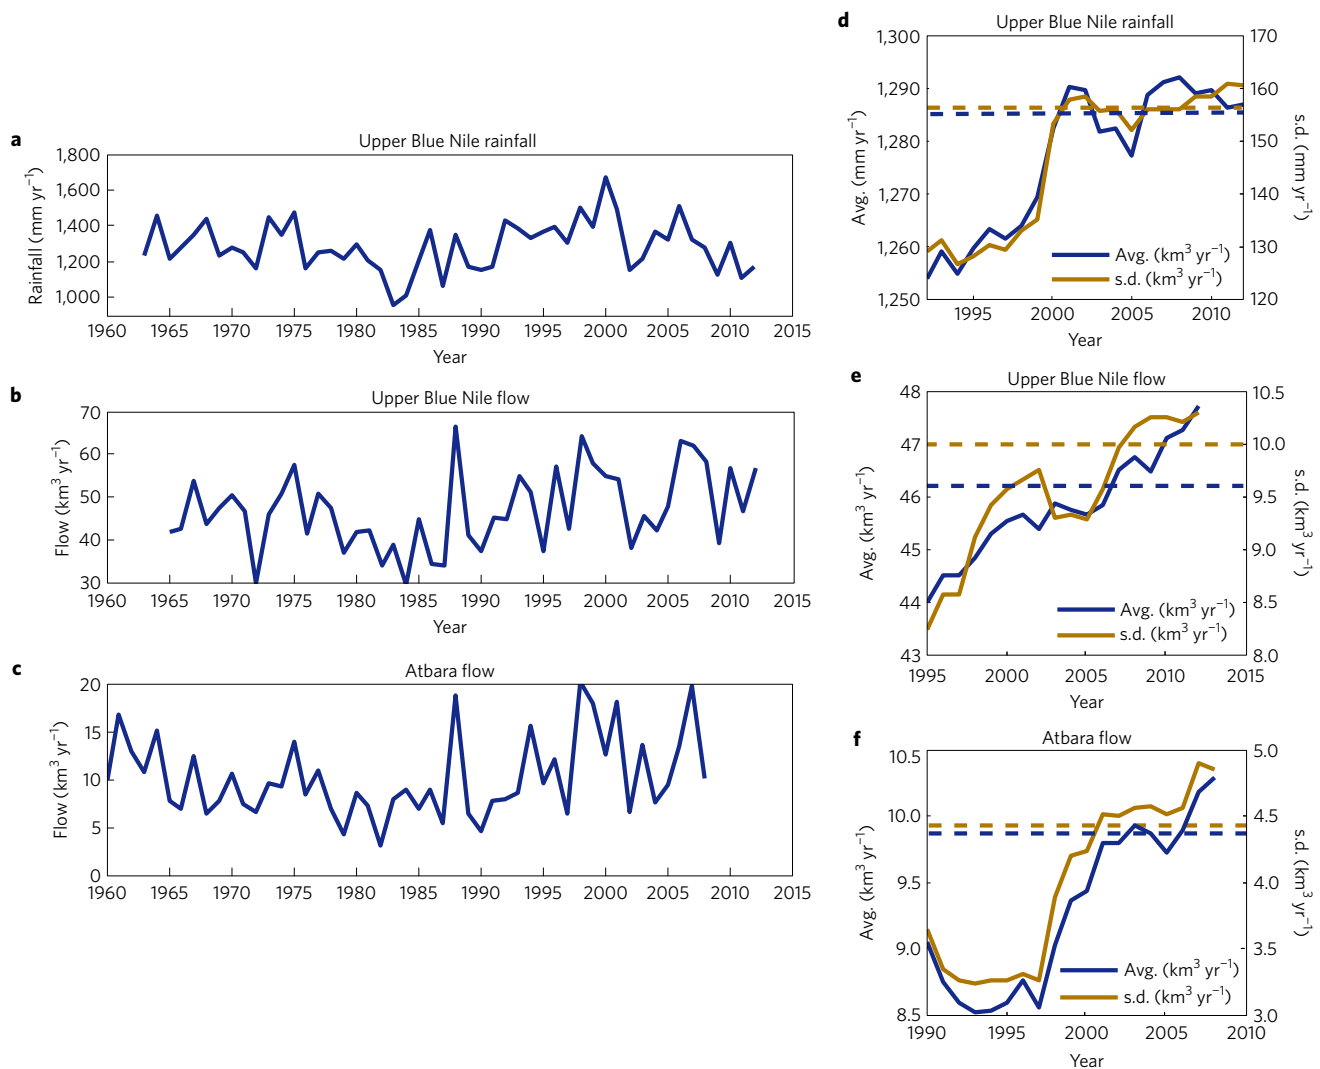 a
Upper Blue Nile rainfall
Rainfall (mm yr⁻¹)
1,800
1,600
1,400
1,200
1,000
1960 1965 1970 1975 1980 1985 1990 1995 2000 2005 2010 2015
Year
b
Upper Blue Nile flow
Flow (km³ yr⁻¹)
70
60
50
40
30
1960 1965 1970 1975 1980 1985 1990 1995 2000 2005 2010 2015
Year
c
Atbara flow
Flow (km³ yr⁻¹)
20
15
10
5
0
1960 1965 1970 1975 1980 1985 1990 1995 2000 2005 2010 2015
Year
d
Upper Blue Nile rainfall
Avg. (mm yr⁻¹)
1,300
1,290
1,280
1,270
1,260
1,250
170
160
150
140
130
120
s.d. (mm yr⁻¹)
Avg. (km³ yr⁻¹)
s.d. (km³ yr⁻¹)
1995 2000 2005 2010
Year
e
Upper Blue Nile flow
Avg. (km³ yr⁻¹)
48
47
46
45
44
43
10.5
10.0
9.5
9.0
8.5
8.0
s.d. (km³ yr⁻¹)
Avg. (km³ yr⁻¹)
s.d. (km³ yr⁻¹)
1995 2000 2005 2010 2015
Year
f
Atbara flow
Avg. (km³ yr⁻¹)
10.5
10.0
9.5
9.0
8.5
5.0
4.5
4.0
3.5
3.0
s.d. (km³ yr⁻¹)
Avg. (km³ yr⁻¹)
s.d. (km³ yr⁻¹)
1990 1995 2000 2005 2010
Year